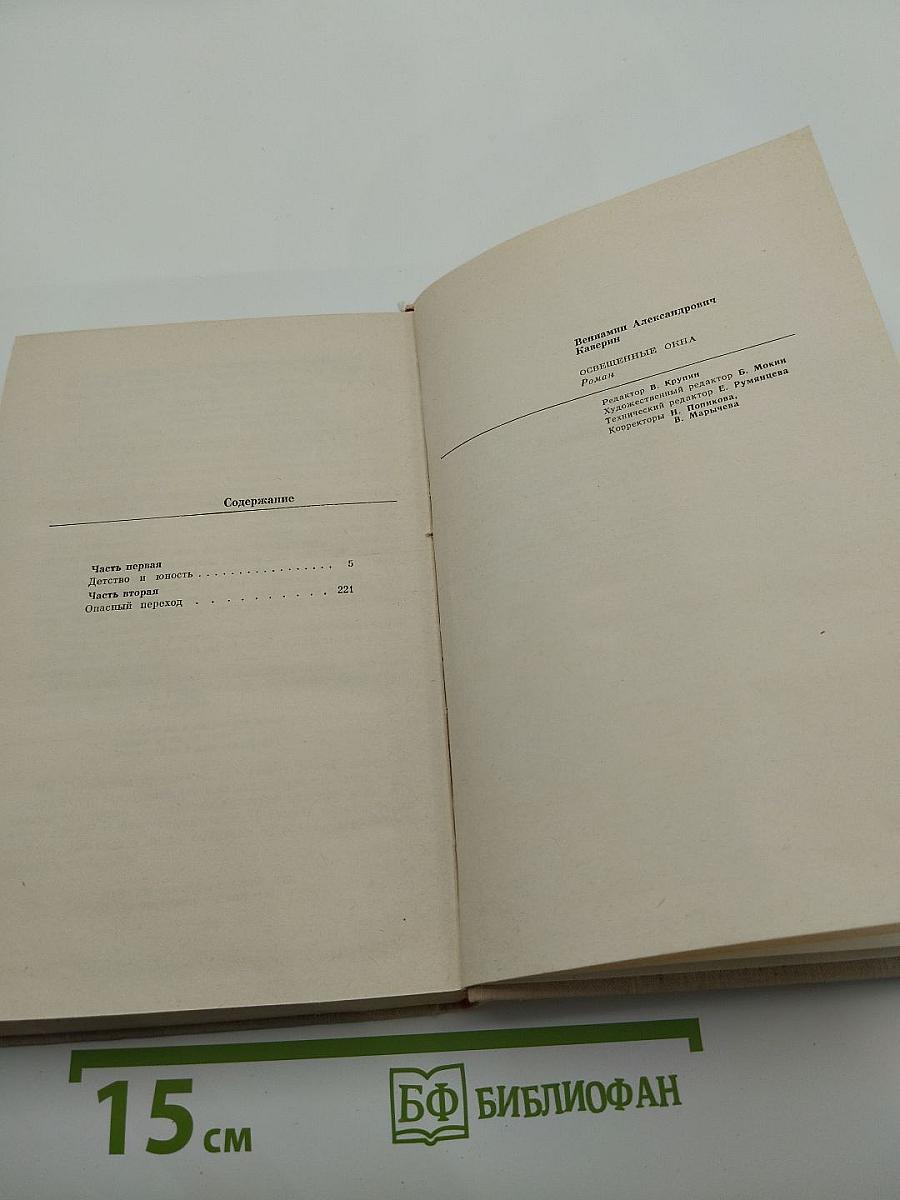 Содержание
Часть первая
Детство и юность . . . . . . . . . . . . . . . . . 5
Часть вторая
Опасный переход . . . . . . . . . . 221
Вениамин Александрович
Каверин
ОСВЕЩЕННЫЕ ОКНА
Роман
Редактор В. Крупин
Художественный редактор Б. Мокин
Технический редактор Е. Румянцева
Корректоры Н. Попикова,
В. Марычева
15 см
БФ БИБЛИОФАН